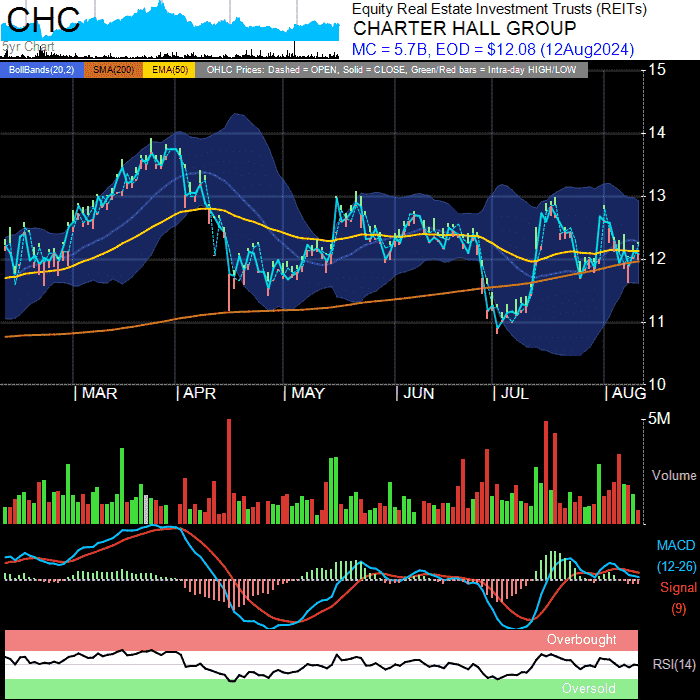 CHC
5yr Chart
Equity Real Estate Investment Trusts (REITs)
CHARTER HALL GROUP
MC = 5.7B, EOD = $12.08 (12Aug2024)
BollBands(20,2) SMA(200) EMA(50) OHLC Prices: Dashed = OPEN, Solid = CLOSE, Green/Red bars = Intra-day HIGH/LOW
15
14
13
12
11
10
MAR APR MAY JUN JUL AUG
5M
Volume
MACD
(12-26)
Signal
(9)
Overbought
RSI(14)
Oversold